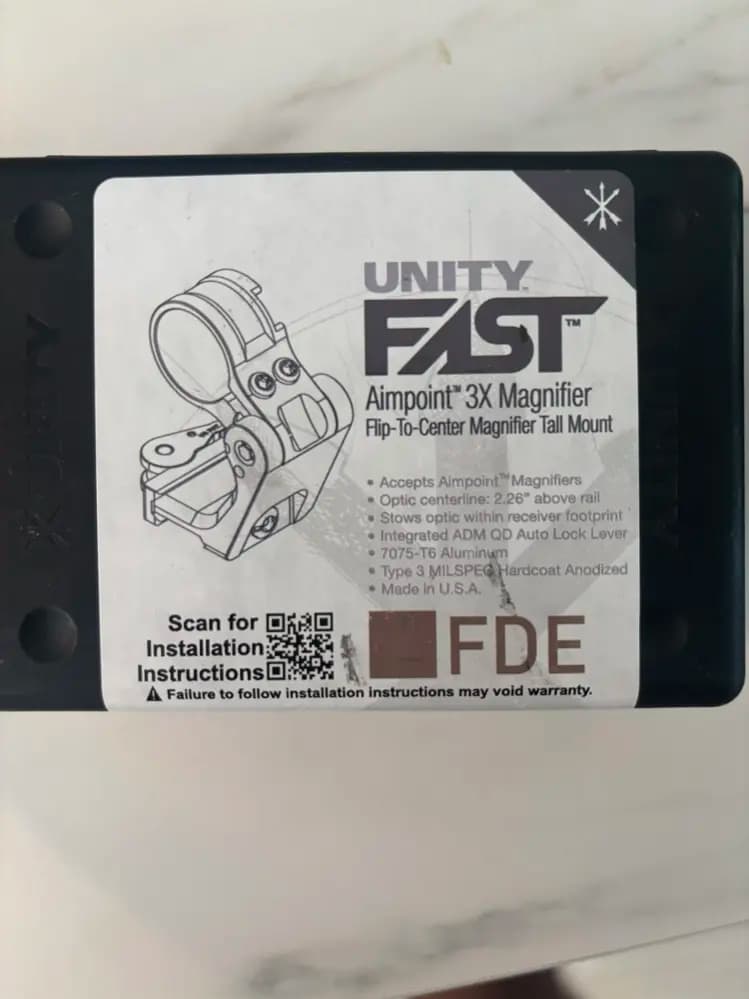 UNITY
FAST™
Aimpoint™ 3X Magnifier
Flip-To-Center Magnifier Tall Mount
• Accepts Aimpoint™ Magnifiers
• Optic centerline: 2.26" above rail
• Stows optic within receiver footprint
• Integrated ADM QD Auto Lock Lever
• 7075-T6 Aluminum
• Type 3 MILSPEC Hardcoat Anodized
• Made in U.S.A.
FDE
Scan for
Installation
Instructions
Failure to follow installation instructions may void warranty.
UNITY
UNITY